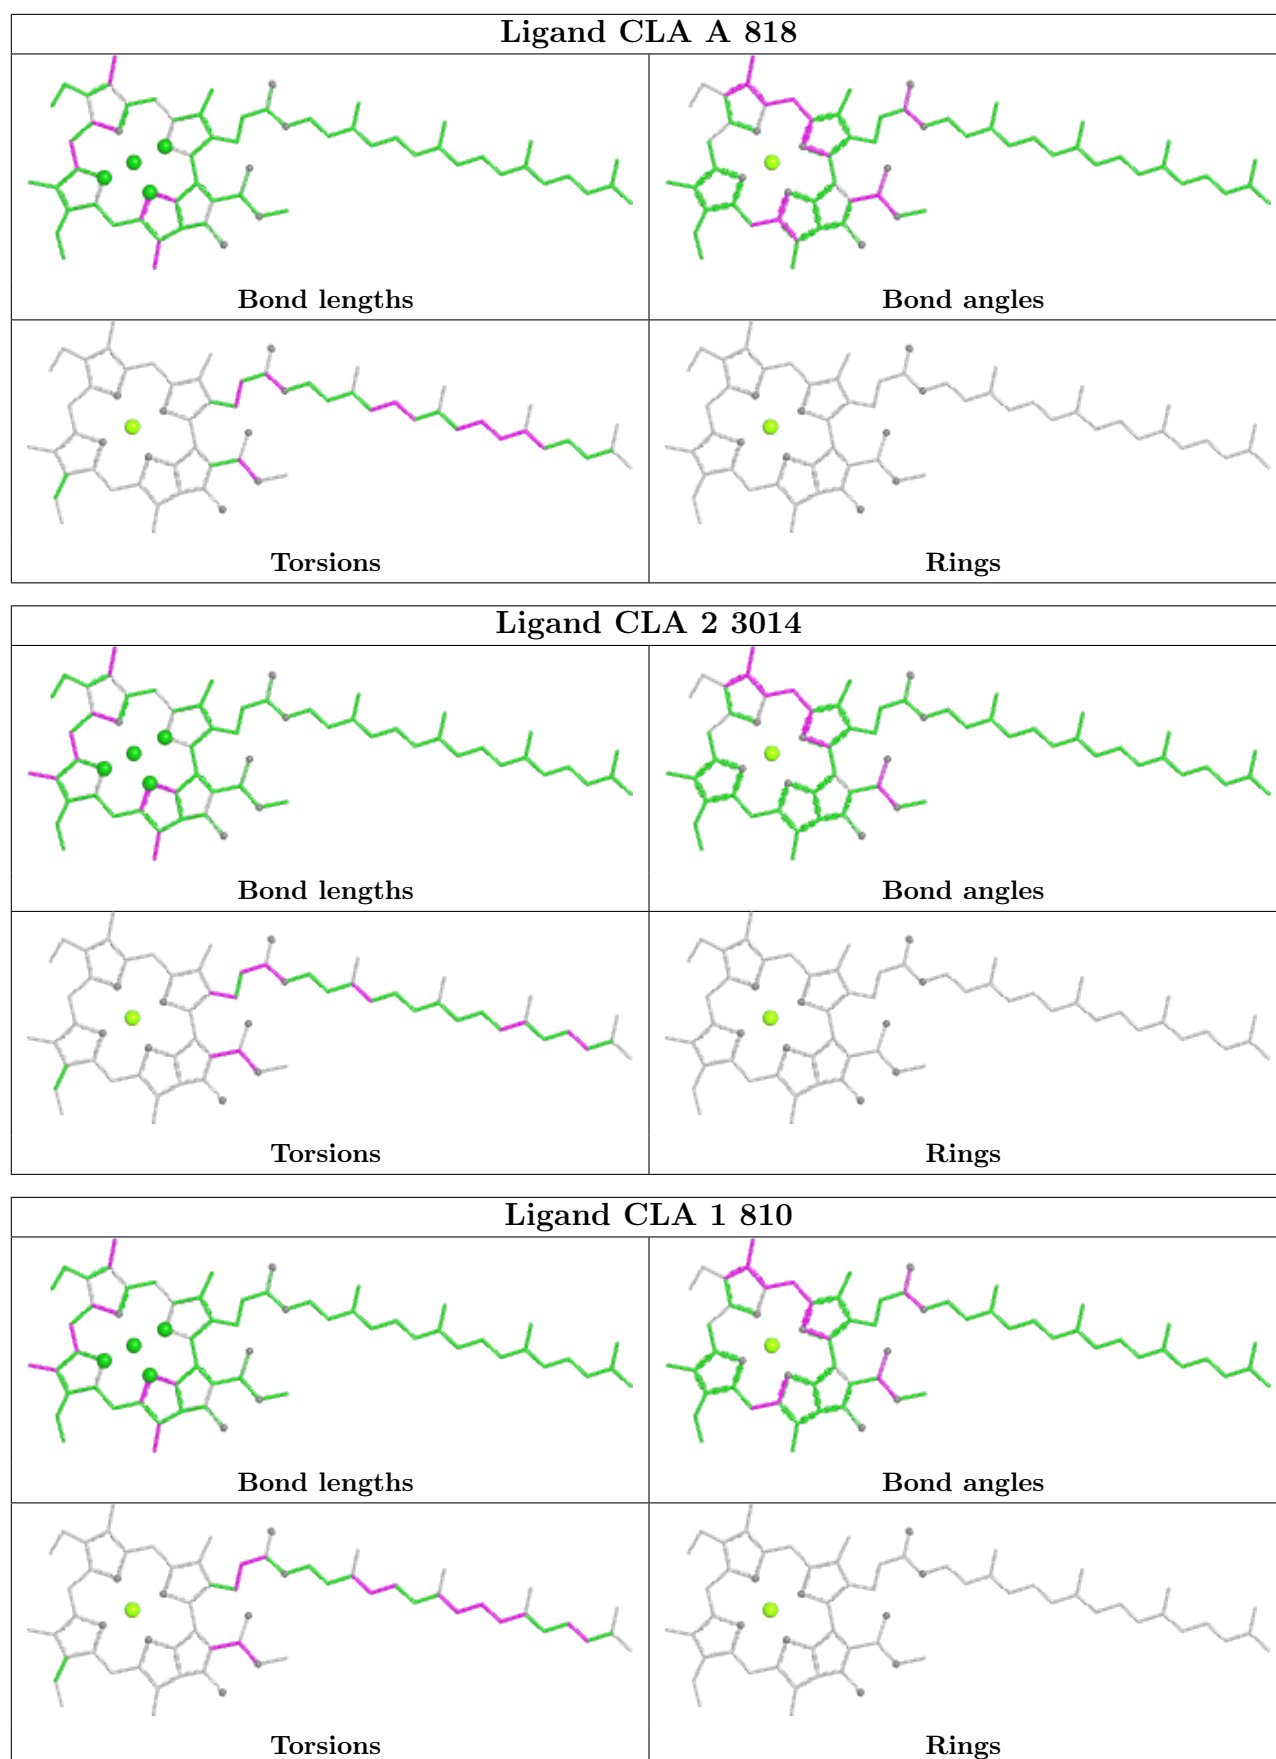 Ligand CLA A 818
Bond lengths
Bond angles
Torsions
Rings
Ligand CLA 2 3014
Bond lengths
Bond angles
Torsions
Rings
Ligand CLA 1 810
Bond lengths
Bond angles
Torsions
Rings